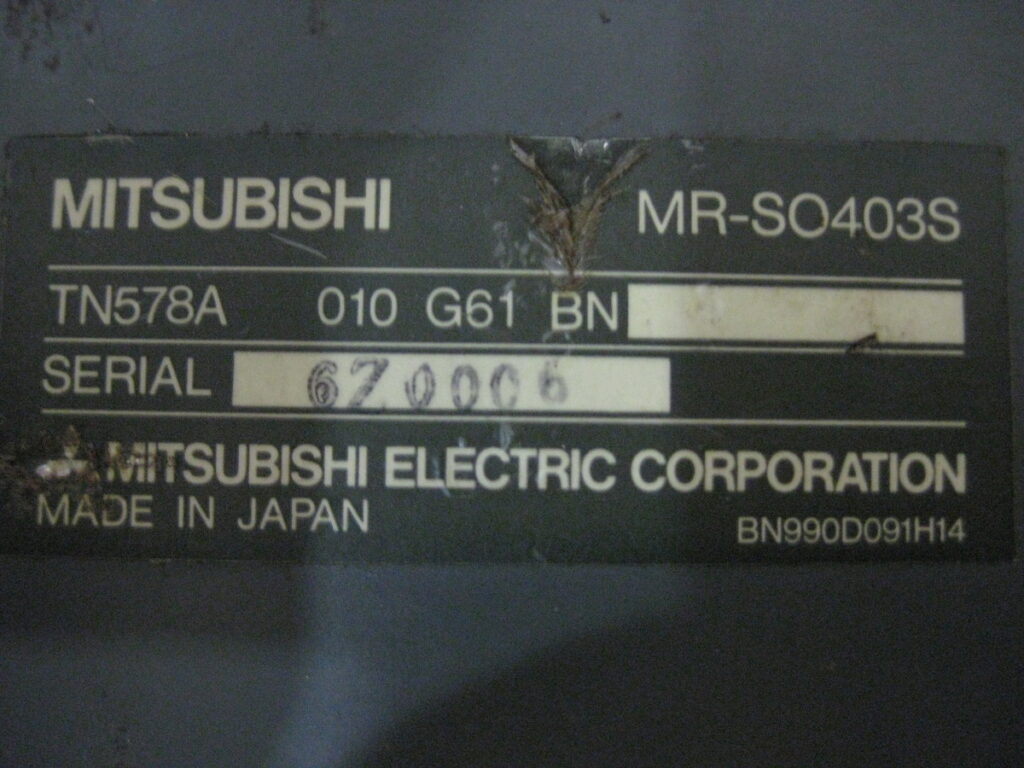 MITSUBISHI MR-SO403S
TN578A 010 G61 BN
SERIAL 6Z0006
MITSUBISHI ELECTRIC CORPORATION
MADE IN JAPAN BN990D091H14